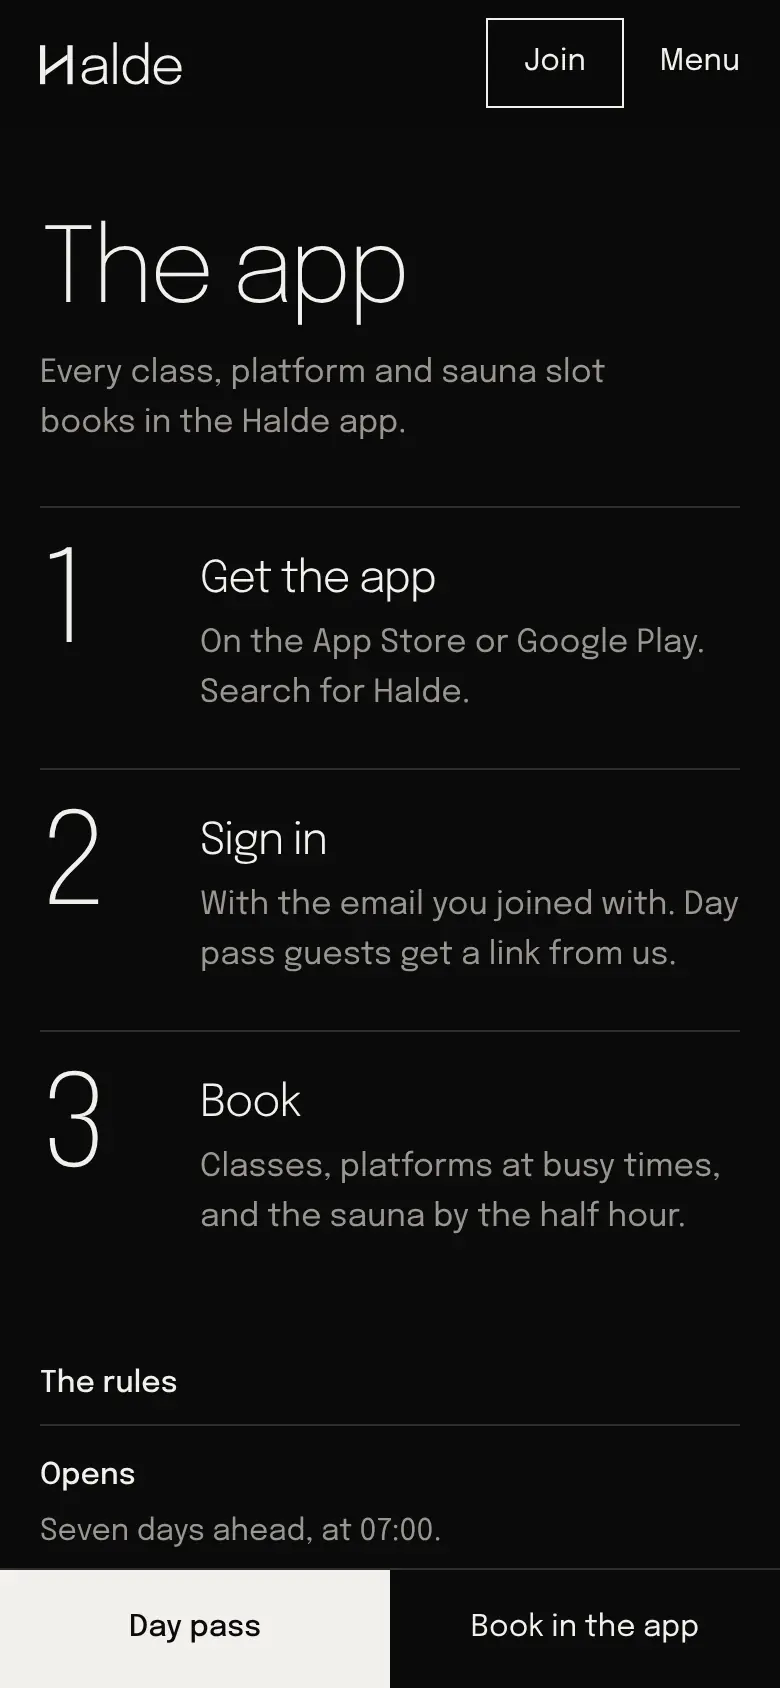 Halde
Join
Menu
The app
Every class, platform and sauna slot
books in the Halde app.
1
Get the app
On the App Store or Google Play.
Search for Halde.
2
Sign in
With the email you joined with. Day
pass guests get a link from us.
3
Book
Classes, platforms at busy times,
and the sauna by the half hour.
The rules
Opens
Seven days ahead, at 07:00.
Day pass
Book in the app